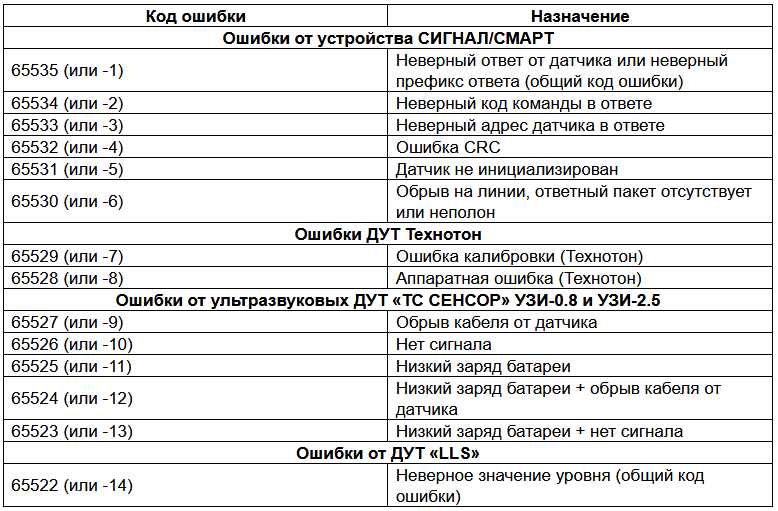 Код ошибки Назначение
Ошибки от устройства СИГНАЛ/СМАРТ
65535 (или -1) Неверный ответ от датчика или неверный
префикс ответа (общий код ошибки)
65534 (или -2) Неверный код команды в ответе
65533 (или -3) Неверный адрес датчика в ответе
65532 (или -4) Ошибка CRC
65531 (или -5) Датчик не инициализирован
65530 (или -6) Обрыв на линии, ответный пакет отсутствует
или неполон
Ошибки ДУТ Технотон
65529 (или -7) Ошибка калибровки (Технотон)
65528 (или -8) Аппаратная ошибка (Технотон)
Ошибки от ультразвуковых ДУТ «ТС СЕНСОР» УЗИ-0.8 и УЗИ-2.5
65527 (или -9) Обрыв кабеля от датчика
65526 (или -10) Нет сигнала
65525 (или -11) Низкий заряд батареи
65524 (или -12) Низкий заряд батареи + обрыв кабеля от
датчика
65523 (или -13) Низкий заряд батареи + нет сигнала
Ошибки от ДУТ «LLS»
65522 (или -14) Неверное значение уровня (общий код
ошибки)